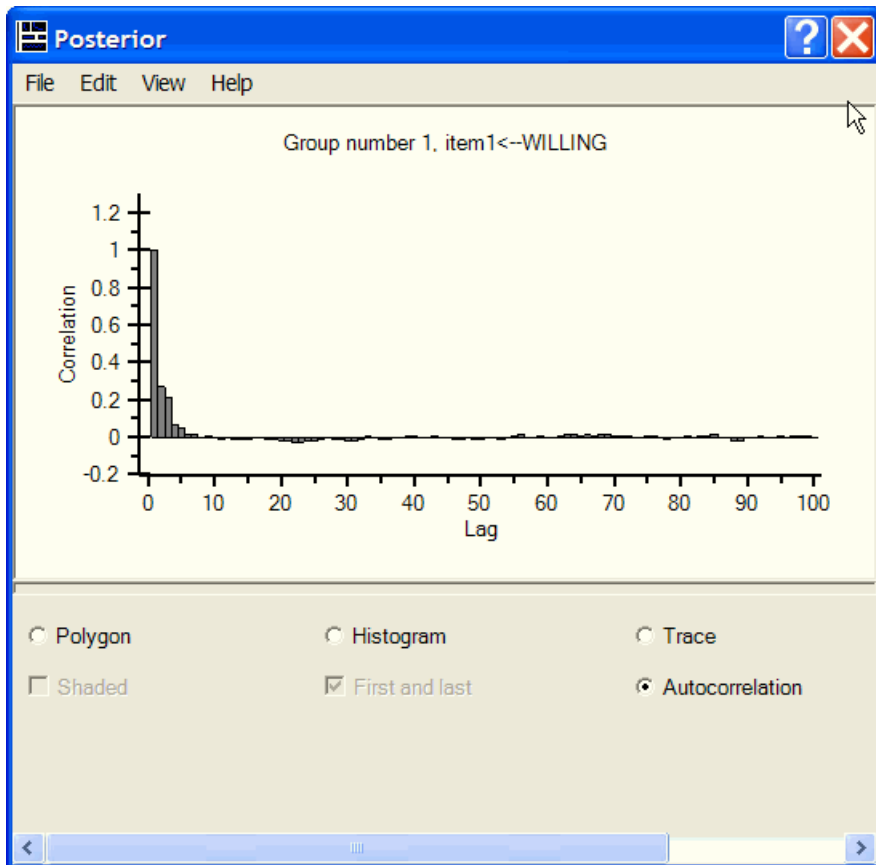 Posterior
File Edit View Help
Group number 1, item1<--WILLING
1.2
1
0.8
0.6
0.4
0.2
0
-0.2
Correlation
0 10 20 30 40 50 60 70 80 90 100
Lag
Polygon Histogram Trace
Shaded First and last Autocorrelation